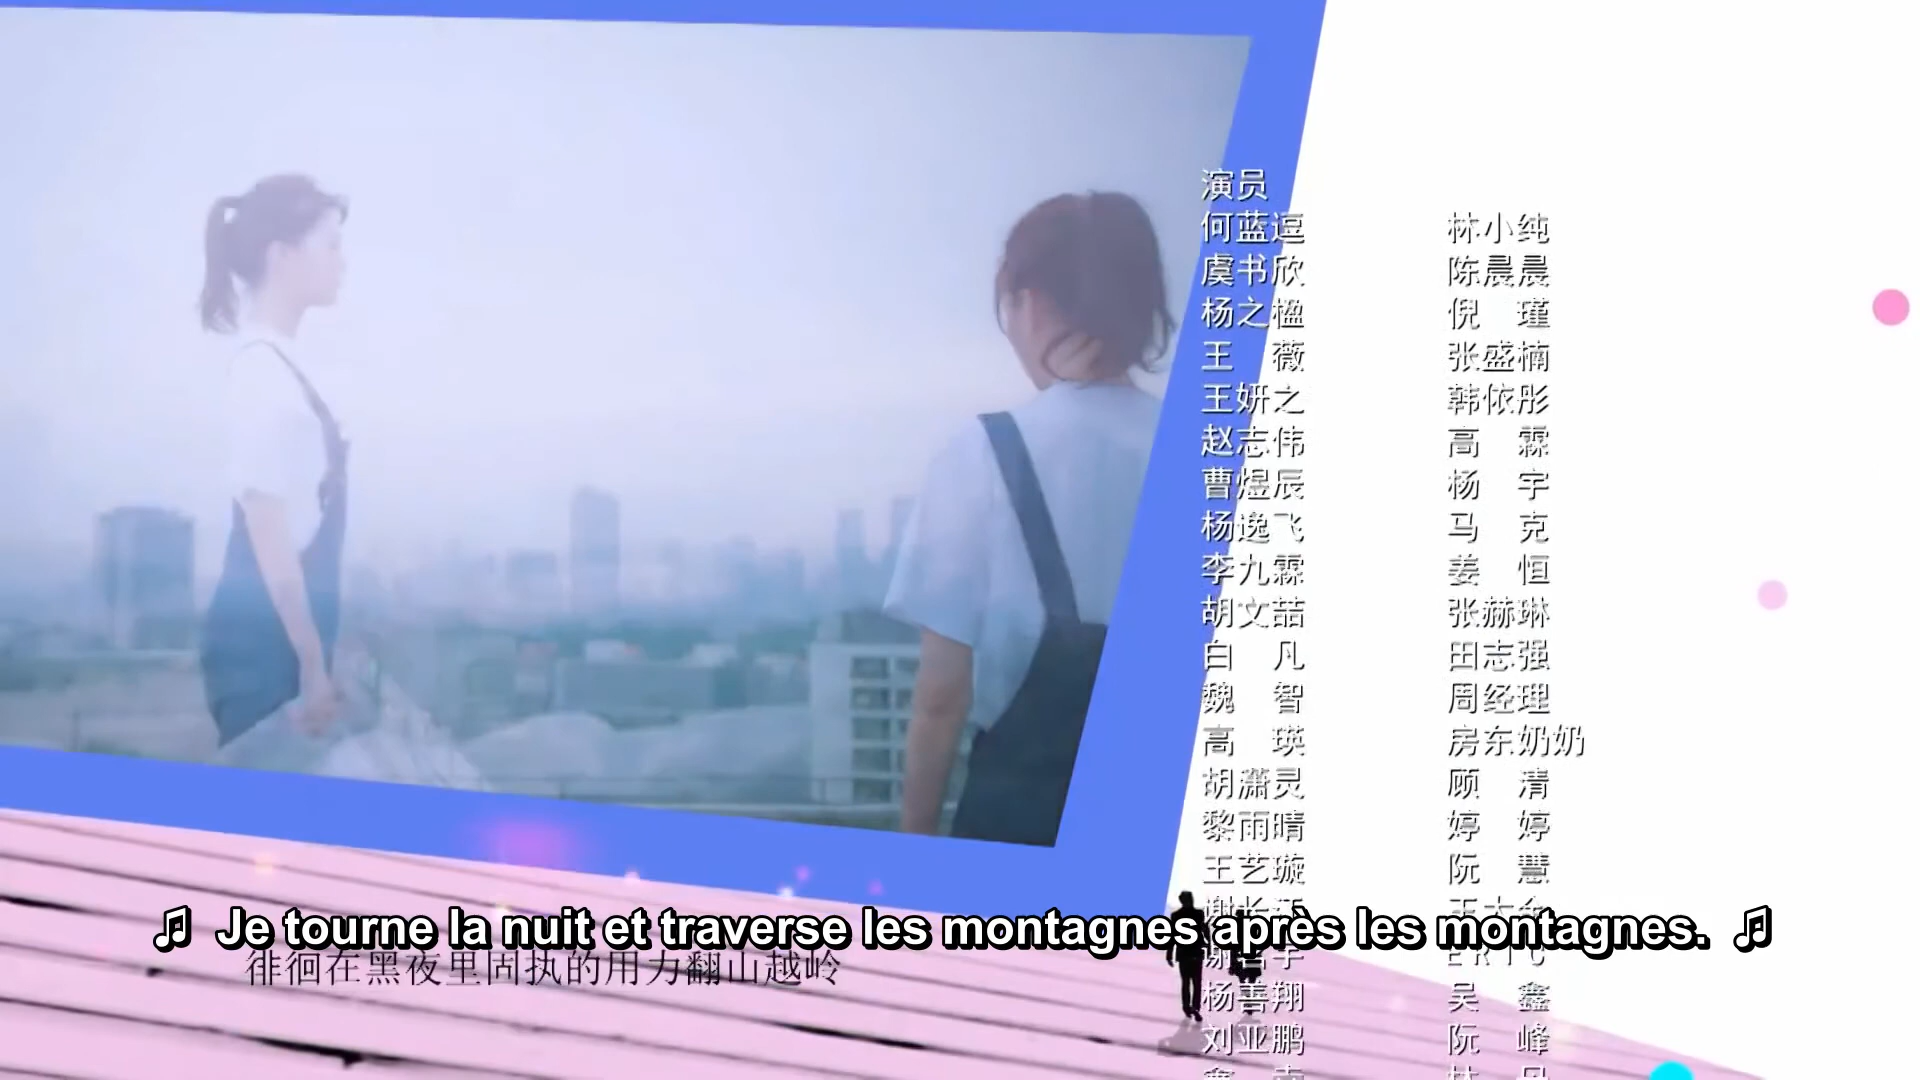 演员
何蓝逗 林小纯
虞书欣 陈晨晨
杨之楹 倪 瑾
王 薇 张盛楠
王妍之 韩依彤
赵志伟 高 霖
曹煜辰 杨 宇
杨逸飞 马 克
李九霖 姜 恒
胡文喆 张赫琳
白 凡 田志强
魏 智 周经理
高 瑛 房东奶奶
胡潇灵 顾 清
黎雨晴 婷 婷
王艺璇 阮 慧
♫ Je tourne la nuit et traverse les montagnes après les montagnes. ♫
徘徊在黑夜里固执的用力翻山越岭
ERIC
杨善翔 吴 鑫
刘亚鹏 阮 峰